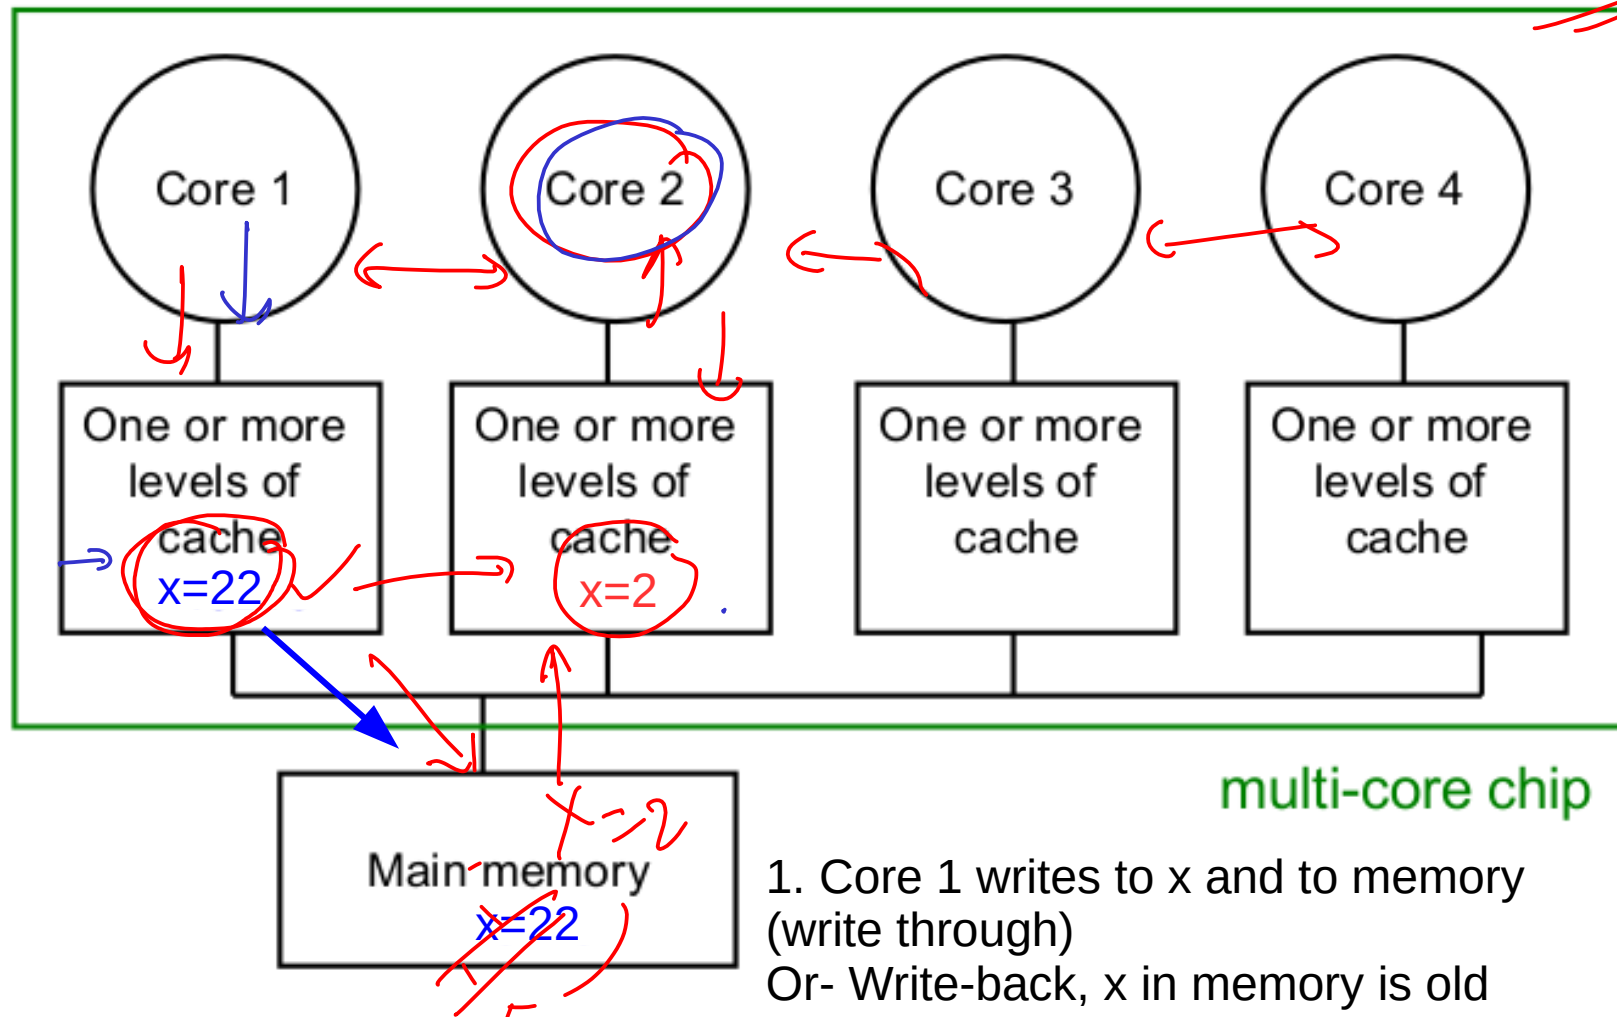 Core 1
Core 2
Core 3
Core 4
One or more
levels of
cache
x=22
One or more
levels of
cache
x=2
One or more
levels of
cache
One or more
levels of
cache
multi-core chip
x=2
Main memory
x=22
1. Core 1 writes to x and to memory
(write through)
Or- Write-back, x in memory is old